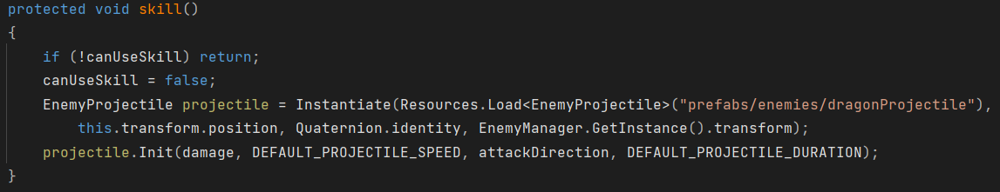 protected void skill()
{
    if (!canUseSkill) return;
    canUseSkill = false;
    EnemyProjectile projectile = Instantiate(Resources.Load<EnemyProjectile>("prefabs/enemies/dragonProjectile"),
        this.transform.position, Quaternion.identity, EnemyManager.GetInstance().transform);
    projectile.Init(damage, DEFAULT_PROJECTILE_SPEED, attackDirection, DEFAULT_PROJECTILE_DURATION);
}